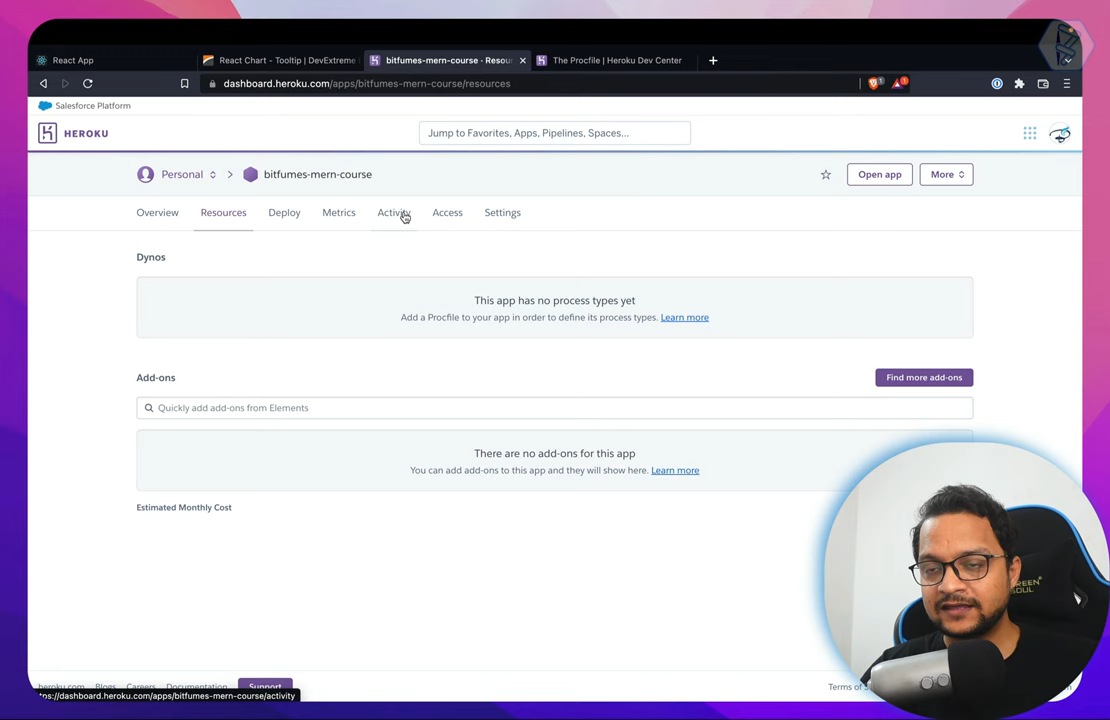 React App
React Chart - Tooltip | DevExtreme
bitfumes-mern-course - Resou
The Procfile | Heroku Dev Center
dashboard.heroku.com/apps/bitfumes-mern-course/resources
Salesforce Platform
HEROKU
Jump to Favorites, Apps, Pipelines, Spaces...
Personal
bitfumes-mern-course
Open app
More
Overview
Resources
Deploy
Metrics
Activity
Access
Settings
Dynos
This app has no process types yet
Add a Procfile to your app in order to define its process types. Learn more
Add-ons
Find more add-ons
Quickly add add-ons from Elements
There are no add-ons for this app
You can add add-ons to this app and they will show here. Learn more
Estimated Monthly Cost
GREEN
SOUL
heroku.com
Blogs
Careers
Documentation
Support
Terms of
dashboard.heroku.com/apps/bitfumes-mern-course/activity